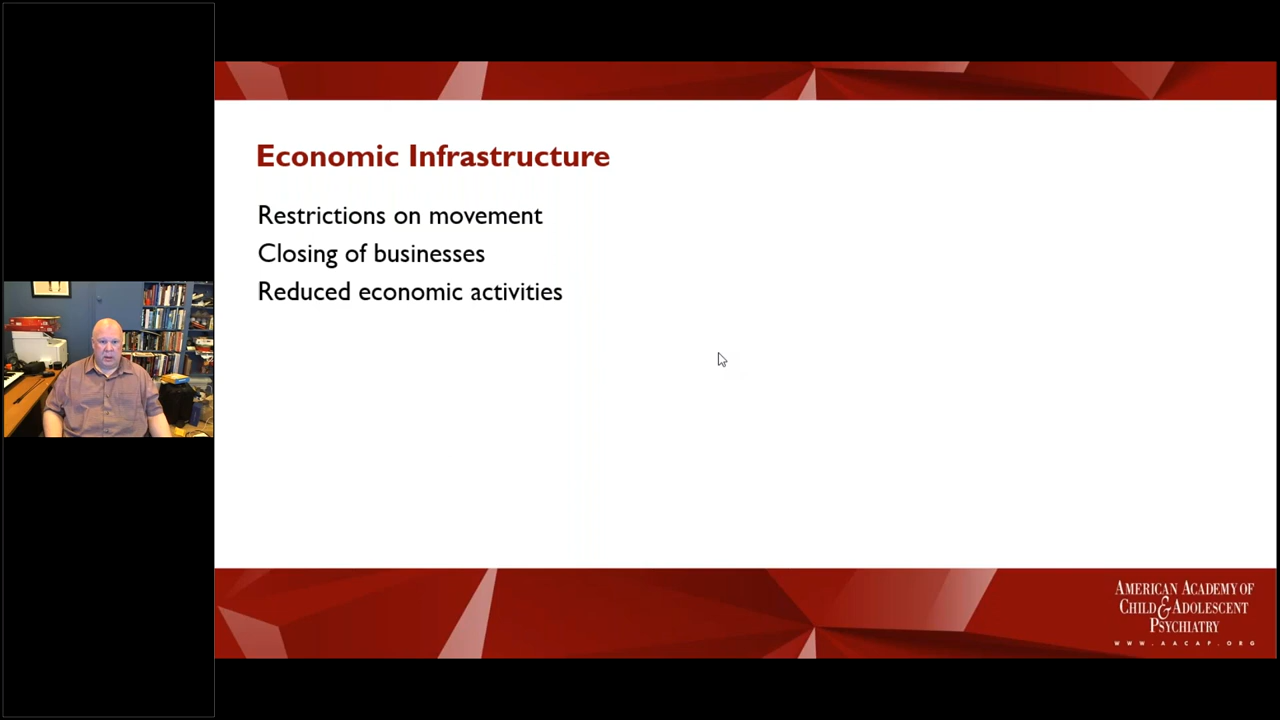 Economic Infrastructure
Restrictions on movement
Closing of businesses
Reduced economic activities
AMERICAN ACADEMY OF
CHILD & ADOLESCENT
PSYCHIATRY
WWW.AACAP.ORG